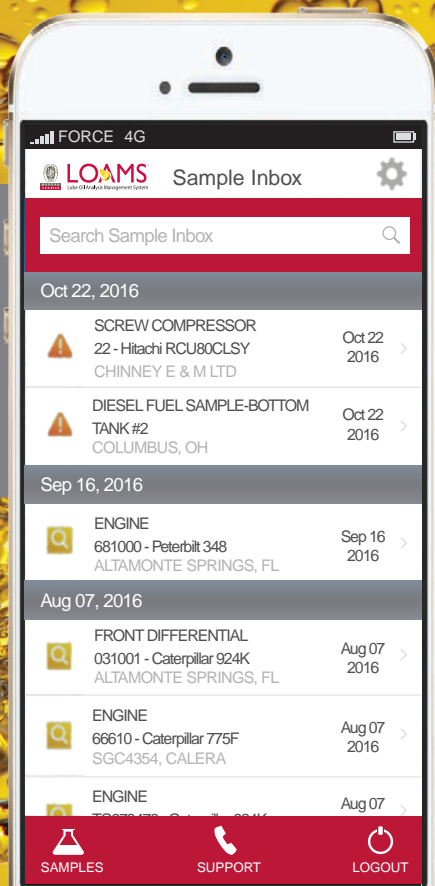 FORCE 4G
LOAMS
Lube Oil Analysis Management System
Sample Inbox
Search Sample Inbox
Oct 22, 2016
SCREW COMPRESSOR
22 - Hitachi RCU80CLSY
CHINNEY E & M LTD
Oct 22
2016
DIESEL FUEL SAMPLE-BOTTOM
TANK #2
COLUMBUS, OH
Oct 22
2016
Sep 16, 2016
ENGINE
681000 - Peterbilt 348
ALTAMONTE SPRINGS, FL
Sep 16
2016
Aug 07, 2016
FRONT DIFFERENTIAL
031001 - Caterpillar 924K
ALTAMONTE SPRINGS, FL
Aug 07
2016
ENGINE
66610 - Caterpillar 775F
SGC4354, CALERA
Aug 07
2016
ENGINE
Aug 07
SAMPLES
SUPPORT
LOGOUT